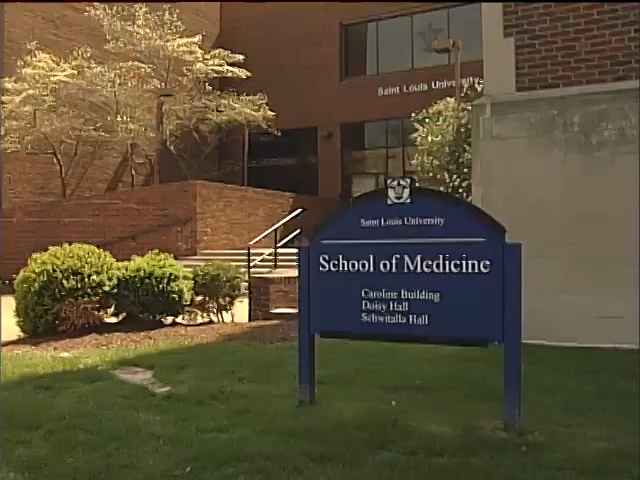 Saint Louis University
Saint Louis University
School of Medicine
Caroline Building
Doisy Hall
Schwitalla Hall